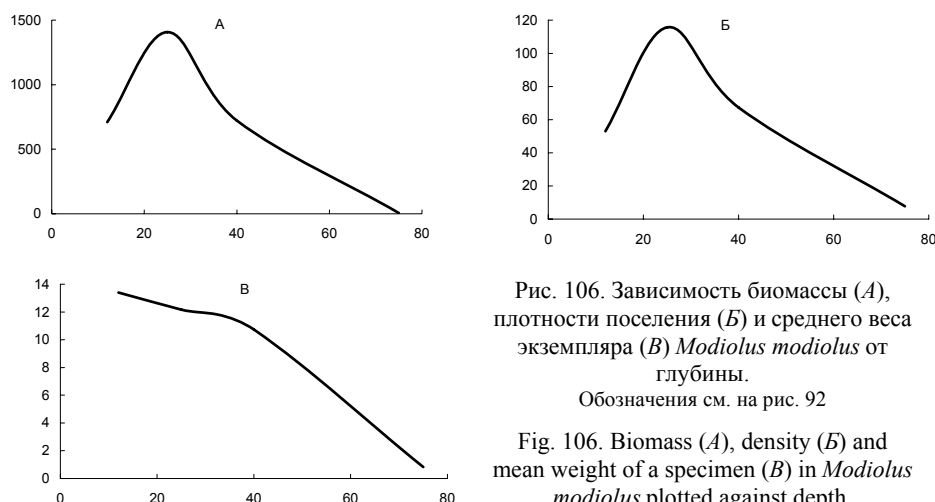 А
1500
1000
500
0
0 20 40 60 80
Б
120
100
80
60
40
20
0
0 20 40 60 80
В
14
12
10
8
6
4
2
0
0 20 40 60 80
Рис. 106. Зависимость биомассы (А),
плотности поселения (Б) и среднего веса
экземпляра (В) Modiolus modiolus от
глубины.
Обозначения см. на рис. 92
Fig. 106. Biomass (А), density (Б) and
mean weight of a specimen (В) in Modiolus
modiolus plotted against depth